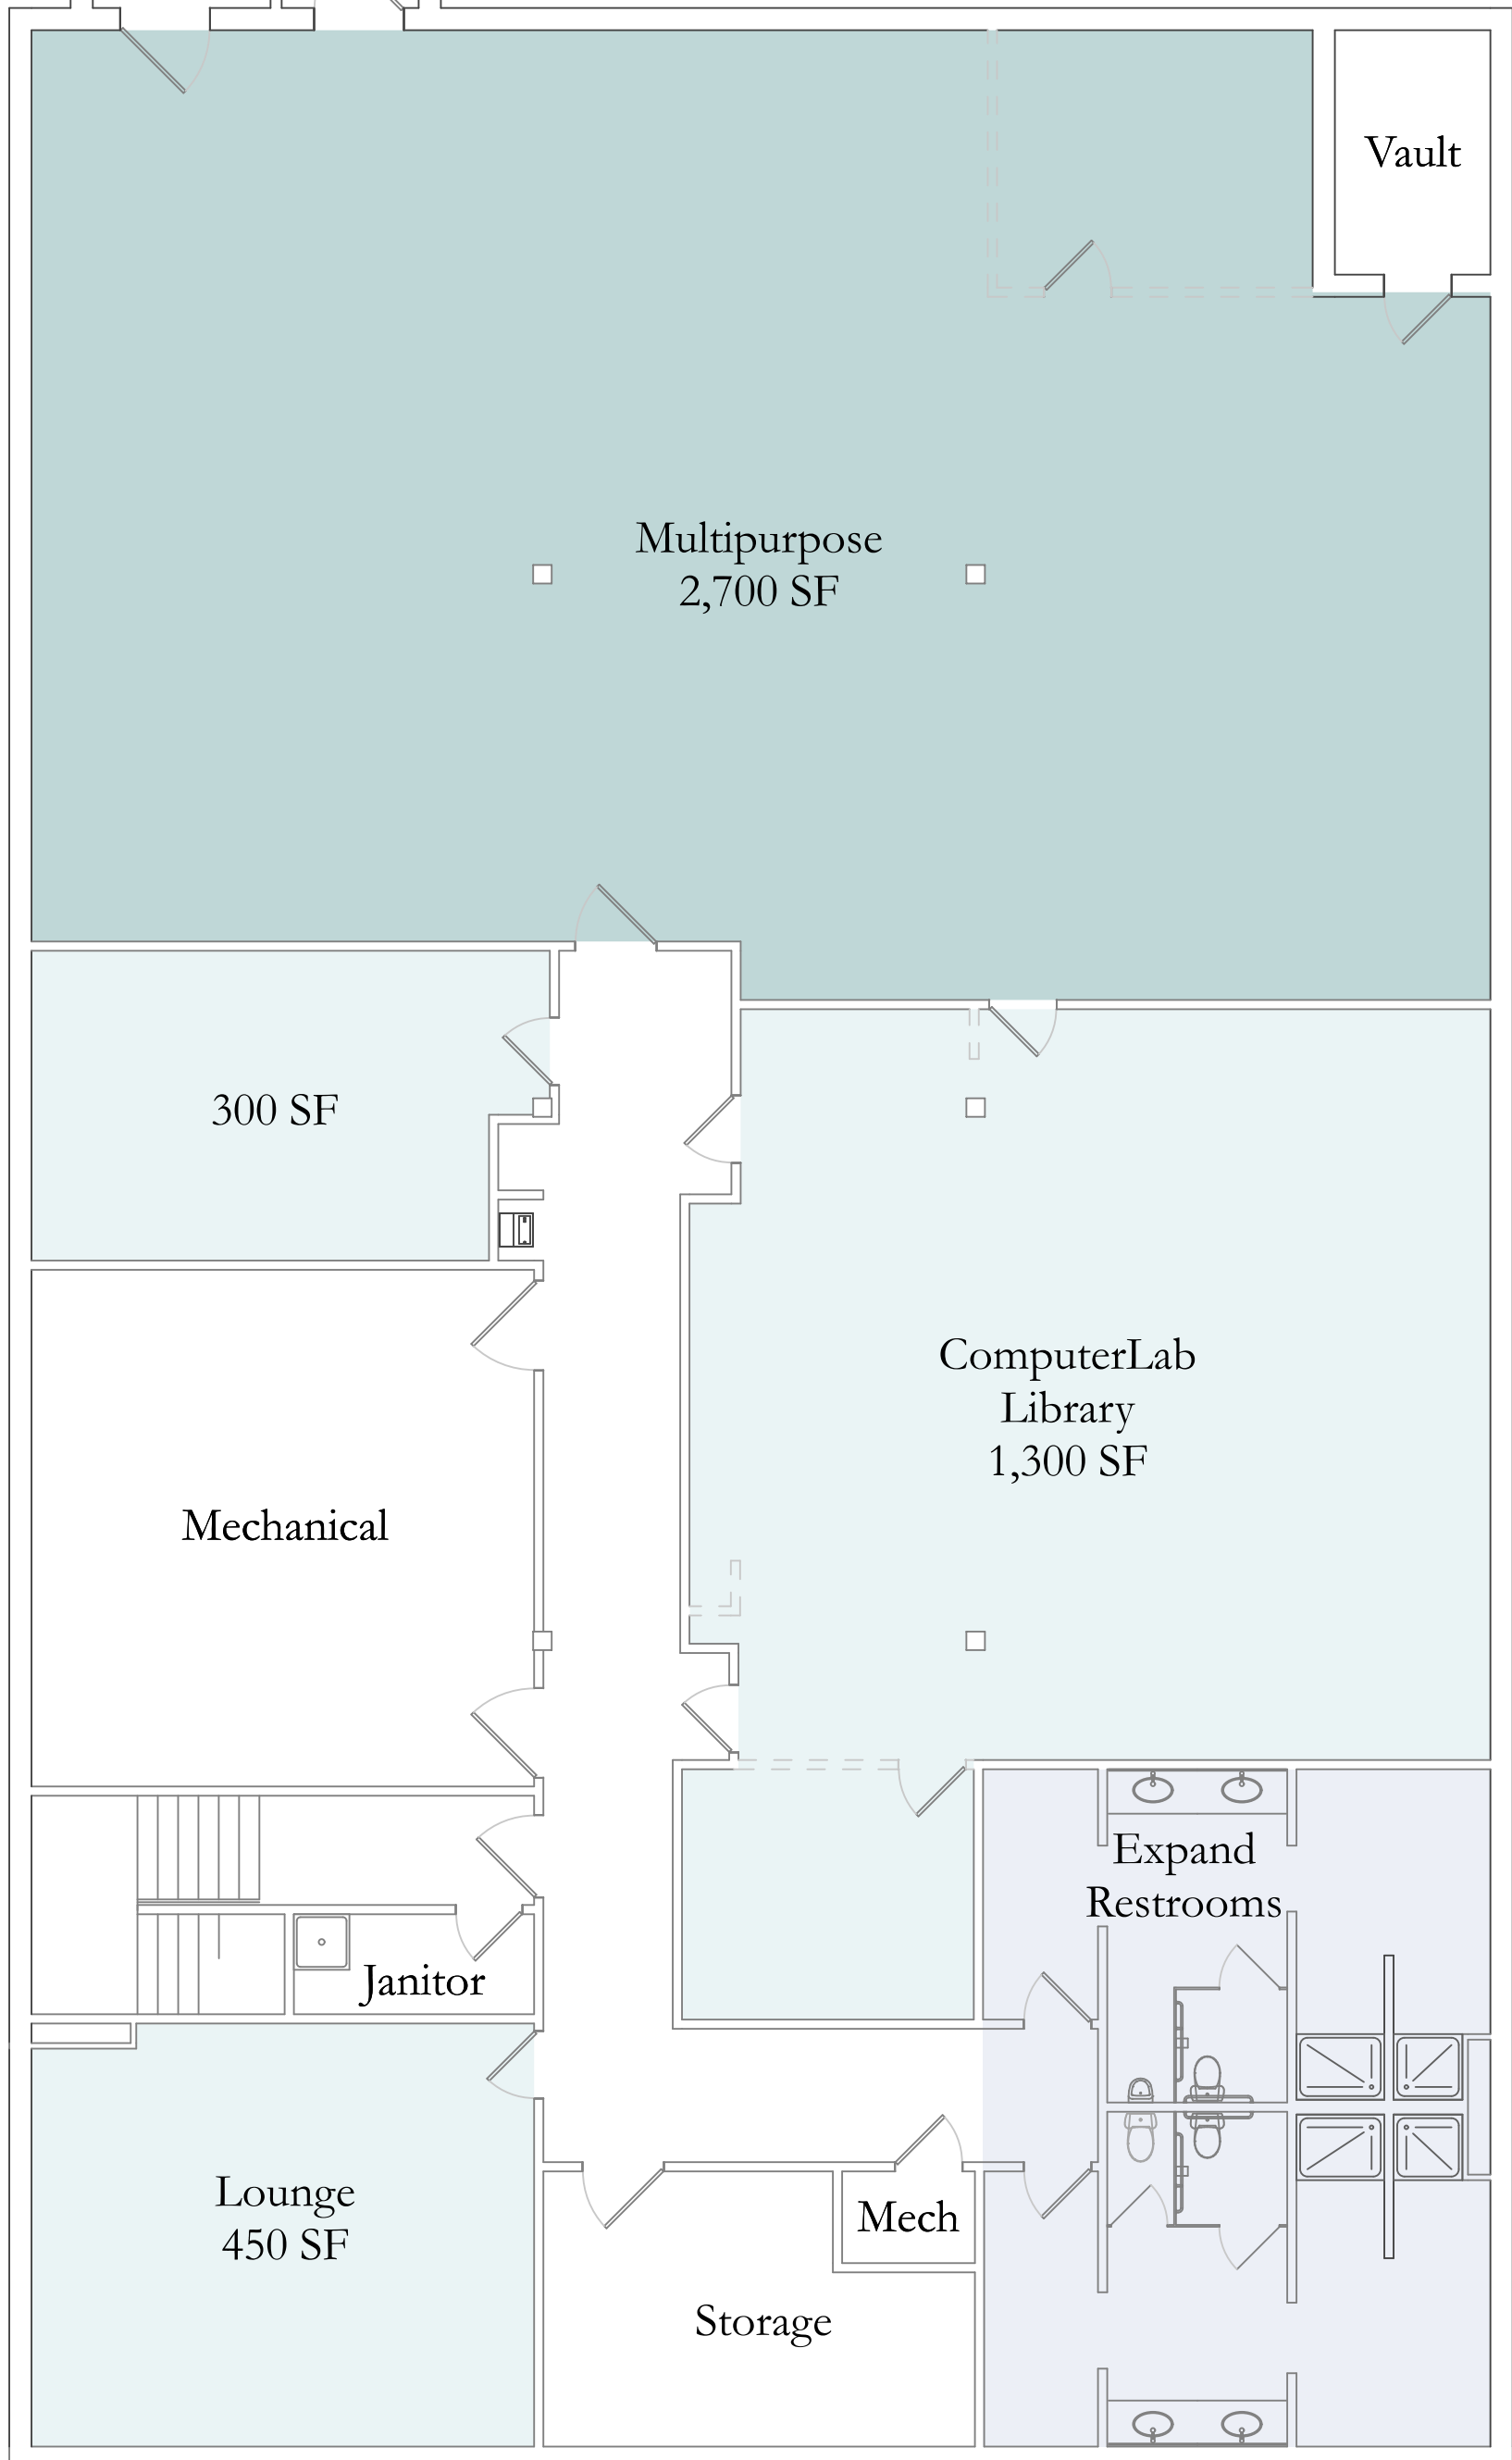 Vault
Multipurpose
2,700 SF
300 SF
ComputerLab
Library
1,300 SF
Mechanical
Expand
Restrooms
Janitor
Lounge
450 SF
Mech
Storage